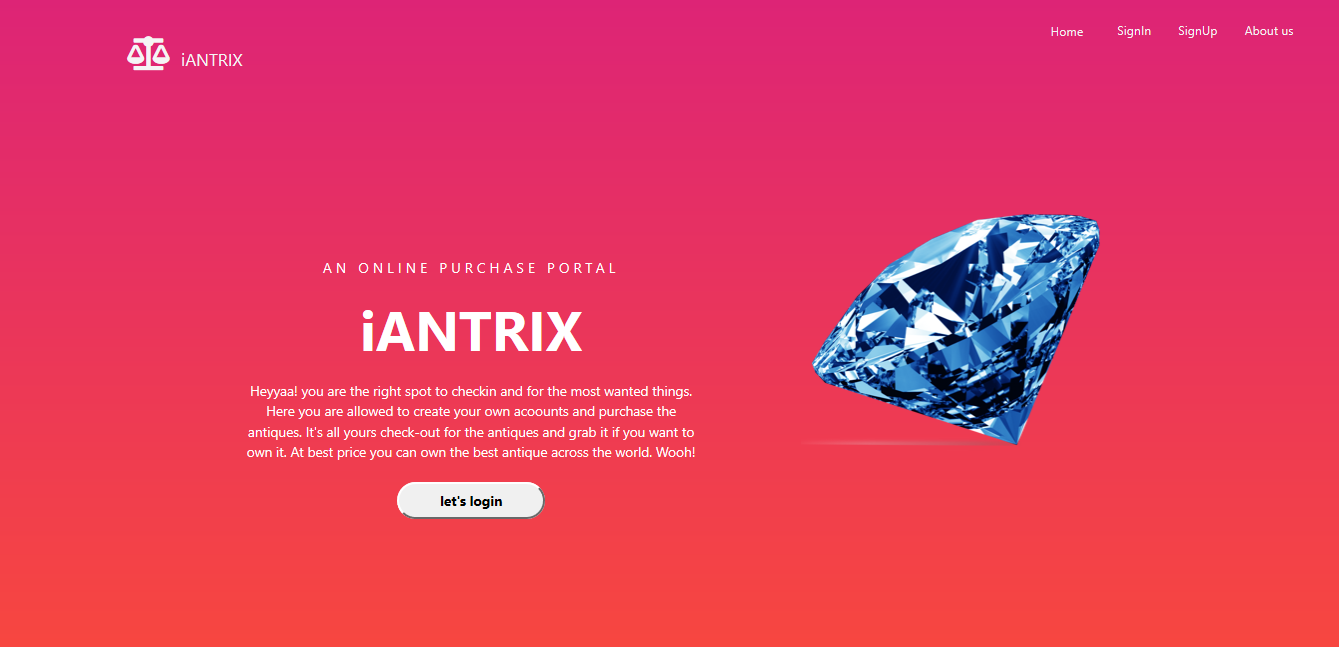 Home SignIn SignUp About us
iANTRIX
AN ONLINE PURCHASE PORTAL
iANTRIX
Heyyaa! you are the right spot to checkin and for the most wanted things.
Here you are allowed to create your own acoounts and purchase the
antiques. It's all yours check-out for the antiques and grab it if you want to
own it. At best price you can own the best antique across the world. Wooh!
let's login